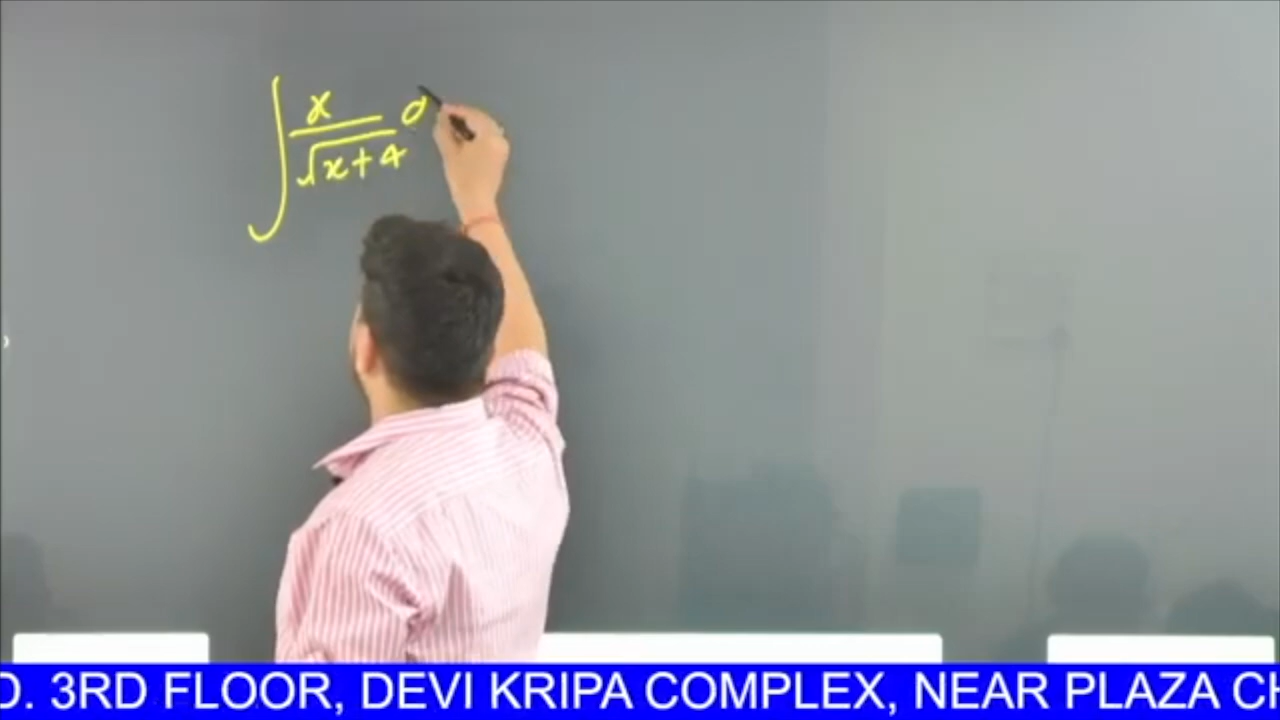 ∫ x/√(x+4) d
D. 3RD FLOOR, DEVI KRIPA COMPLEX, NEAR PLAZA CH